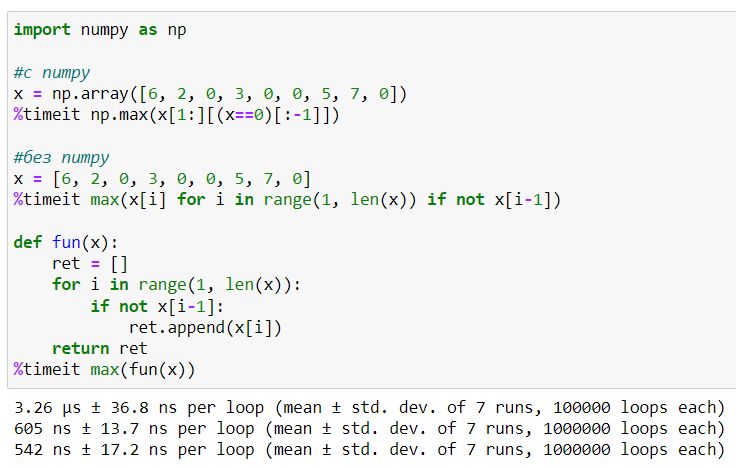 import numpy as np
#с numpy
x = np.array([6, 2, 0, 3, 0, 0, 5, 7, 0])
%timeit np.max(x[1:][(x==0)[:-1]])
#без numpy
x = [6, 2, 0, 3, 0, 0, 5, 7, 0]
%timeit max(x[i] for i in range(1, len(x)) if not x[i-1])
def fun(x):
    ret = []
    for i in range(1, len(x)):
        if not x[i-1]:
            ret.append(x[i])
    return ret
%timeit max(fun(x))
3.26 µs ± 36.8 ns per loop (mean ± std. dev. of 7 runs, 100000 loops each)
605 ns ± 13.7 ns per loop (mean ± std. dev. of 7 runs, 1000000 loops each)
542 ns ± 17.2 ns per loop (mean ± std. dev. of 7 runs, 1000000 loops each)